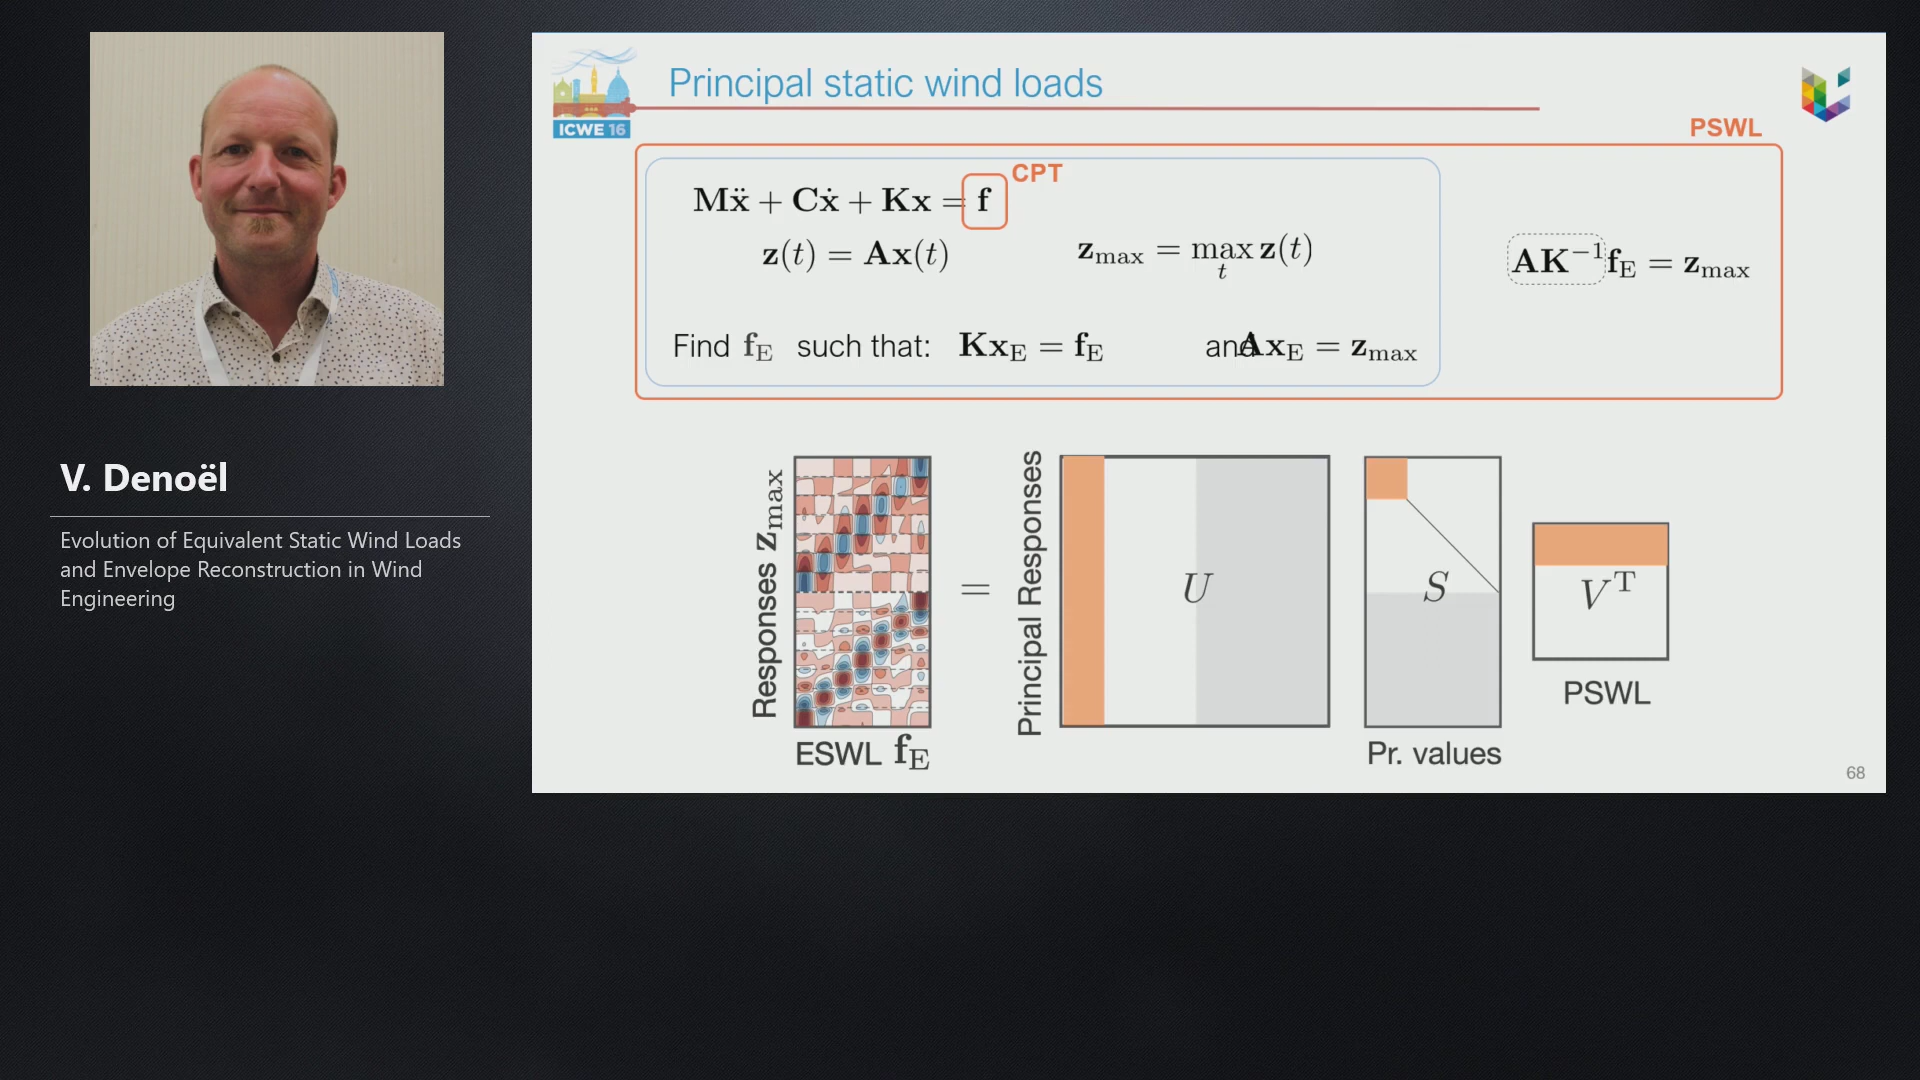 V. Denoël
Evolution of Equivalent Static Wind Loads
and Envelope Reconstruction in Wind
Engineering
ICWE 16
Principal static wind loads
PSWL
CPT
Mẍ + Cẋ + Kx = f
z(t) = Ax(t)
z_max = max_t z(t)
AK⁻¹f_E = z_max
Find f_E such that: Kx_E = f_E and Ax_E = z_max
Responses z_max
ESWL f_E
=
Principal Responses
U
S
Pr. values
Vᵀ
PSWL
68